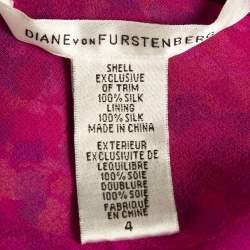 DIANE VON FURSTENBERG
SHELL
EXCLUSIVE
OF TRIM
100% SILK
LINING
100% SILK
MADE IN CHINA
EXTERIEUR
EXCLUSIVITE DE
LEQUILIBRE
100% SOIE
DOUBLURE
100% SOIE
FABRIQUE
EN CHINE
4